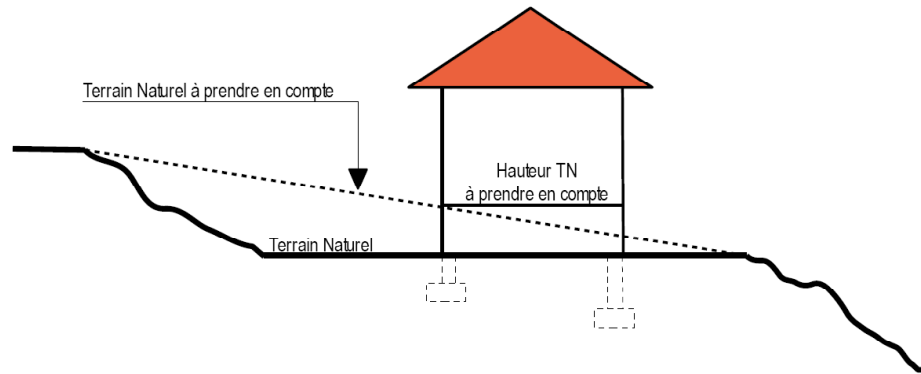 Terrain Naturel à prendre en compte
Hauteur TN
à prendre en compte
Terrain Naturel